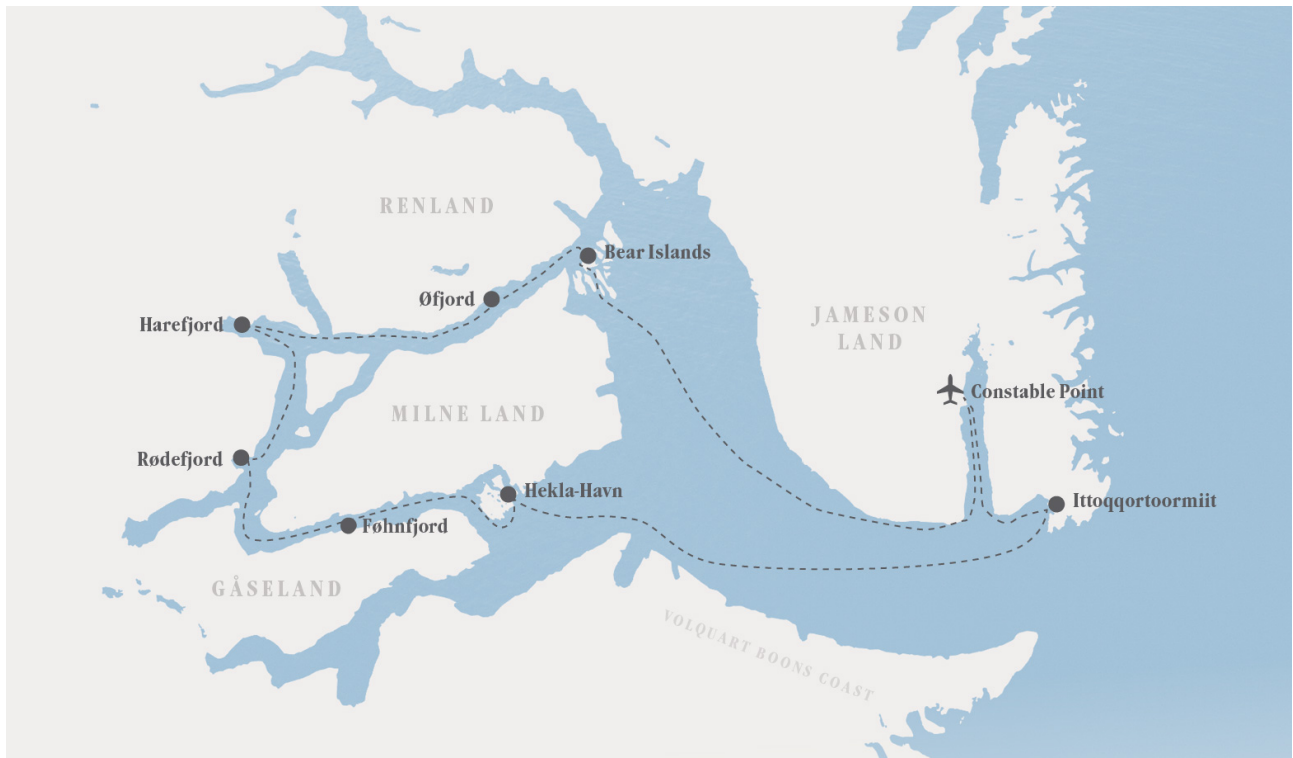 RENLAND
Bear Islands
Øfjord
Harefjord
JAMESON
LAND
Constable Point
MILNE LAND
Rødefjord
Hekla-Havn
Ittoqqortoormiit
Føhnfjord
GÅSELAND
VOLQUART BOONS COAST